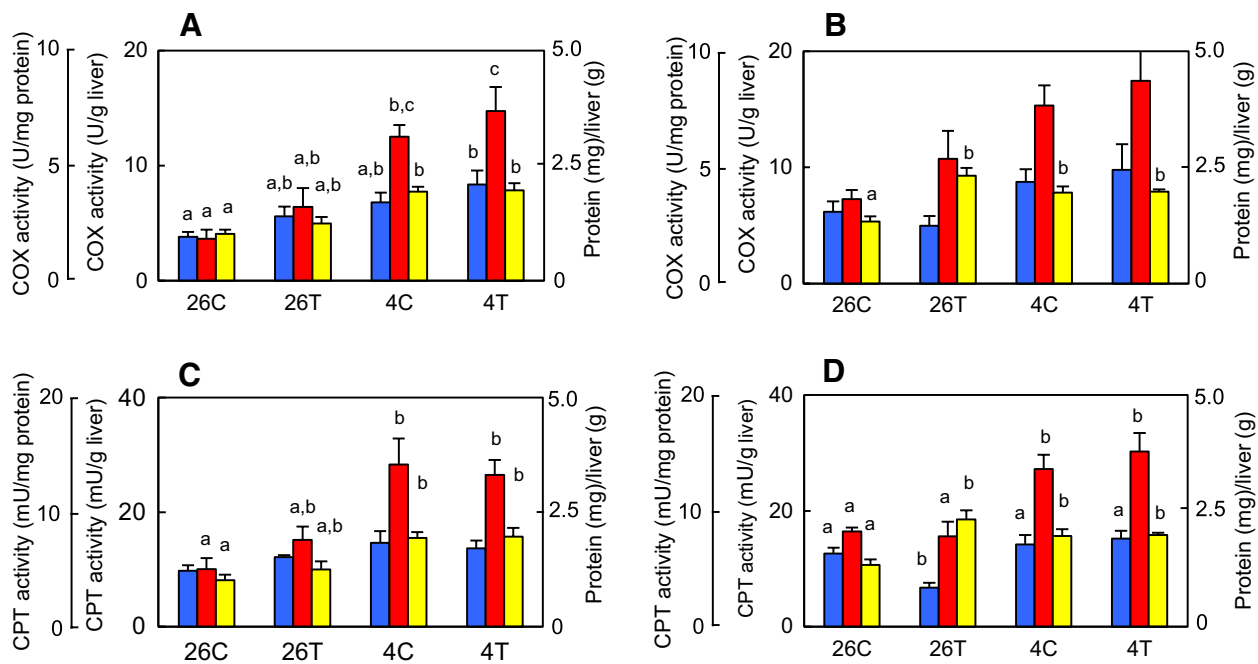 A
COX activity (U/mg protein)
10
5
0
COX activity (U/g liver)
20
10
0
a a a
a,b a,b a,b
a,b b,c b
b c b
5.0
2.5
0
Protein (mg)/liver (g)
26C 26T 4C 4T
B
COX activity (U/mg protein)
10
5
0
COX activity (U/g liver)
20
10
0
a
b
b
b
5.0
2.5
0
Protein (mg)/liver (g)
26C 26T 4C 4T
C
CPT activity (mU/mg protein)
20
10
0
CPT activity (mU/g liver)
40
20
0
a a
a,b a,b
b b
b b
5.0
2.5
0
Protein (mg)/liver (g)
26C 26T 4C 4T
D
CPT activity (mU/mg protein)
20
10
0
CPT activity (mU/g liver)
40
20
0
a a a
b a b
a b b
a b b
5.0
2.5
0
Protein (mg)/liver (g)
26C 26T 4C 4T